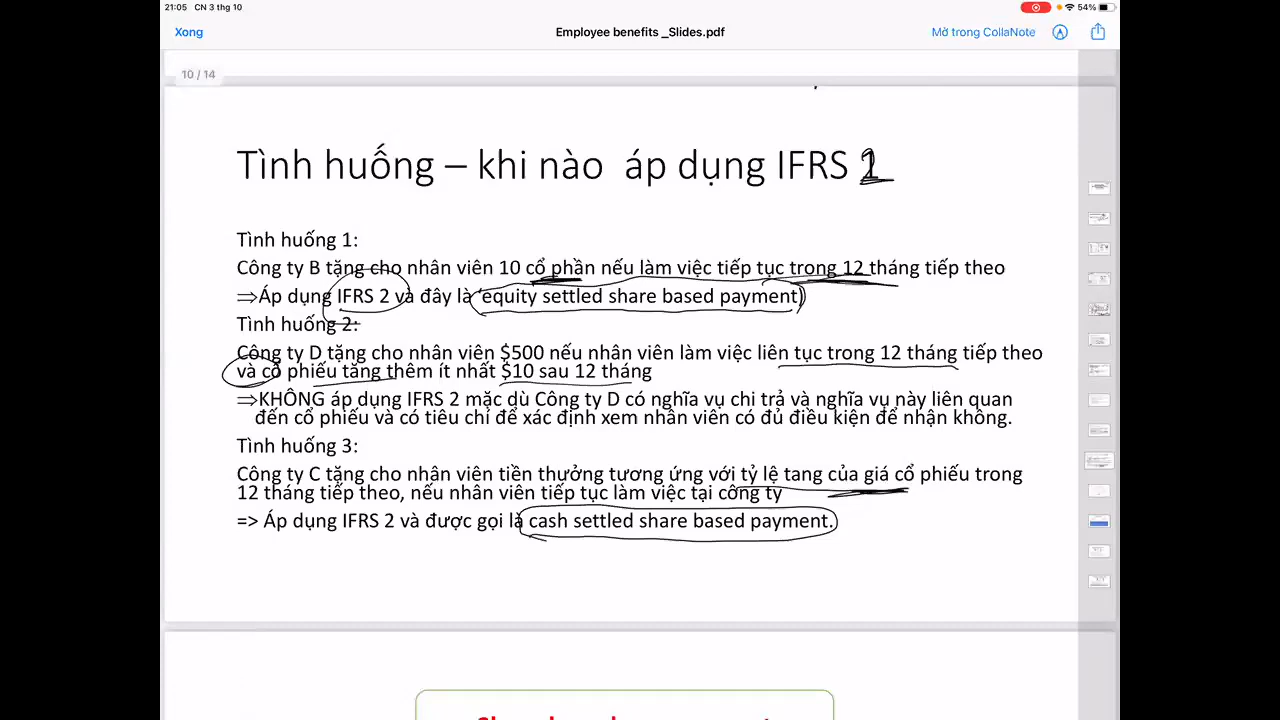 21:05 CN 3 thg 10
54%
Xong
Employee benefits _Slides.pdf
Mở trong CollaNote
10 / 14
Tình huống – khi nào áp dụng IFRS 2
Tình huống 1:
Công ty B tặng cho nhân viên 10 cổ phần nếu làm việc tiếp tục trong 12 tháng tiếp theo
⇒Áp dụng IFRS 2 và đây là equity settled share based payment
Tình huống 2:
Công ty D tặng cho nhân viên $500 nếu nhân viên làm việc liên tục trong 12 tháng tiếp theo
và cổ phiếu tăng thêm ít nhất $10 sau 12 tháng
⇒KHÔNG áp dụng IFRS 2 mặc dù Công ty D có nghĩa vụ chi trả và nghĩa vụ này liên quan
đến cổ phiếu và có tiêu chi để xác định xem nhân viên có đủ điều kiện để nhận không.
Tình huống 3:
Công ty C tặng cho nhận viên tiền thưởng tương ứng với tỷ lệ tang của giá cổ phiếu trong
12 tháng tiếp theo, nếu nhân viên tiếp tục làm việc tại công ty
=> Áp dụng IFRS 2 và được gọi là cash settled share based payment.